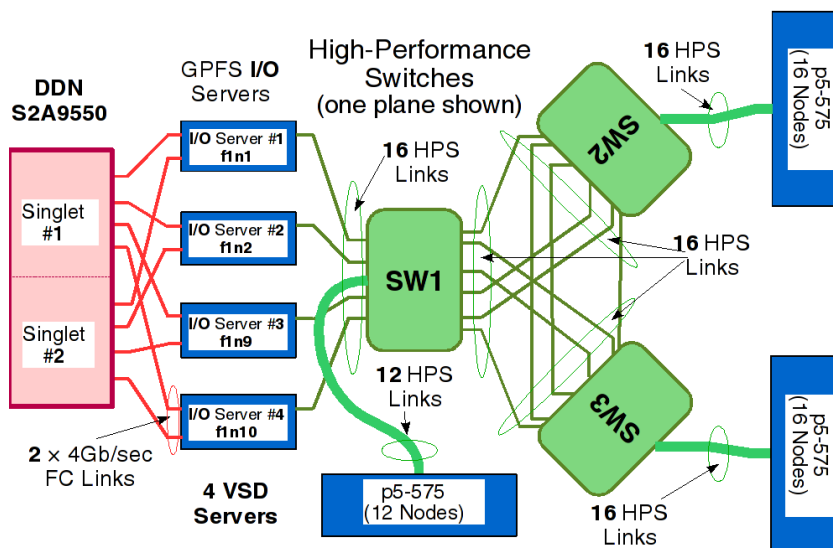 DDN
S2A9550
GPFS I/O
Servers
High-Performance
Switches
(one plane shown)
16 HPS
Links
p5-575
(16 Nodes)
I/O Server #1
f1n1
SW2
16 HPS
Links
Singlet
#1
I/O Server #2
f1n2
SW1
16 HPS
Links
Singlet
#2
I/O Server #3
f1n9
12 HPS
Links
I/O Server #4
f1n10
SW3
p5-575
(16 Nodes)
2 × 4Gb/sec
FC Links
4 VSD
Servers
p5-575
(12 Nodes)
16 HPS
Links